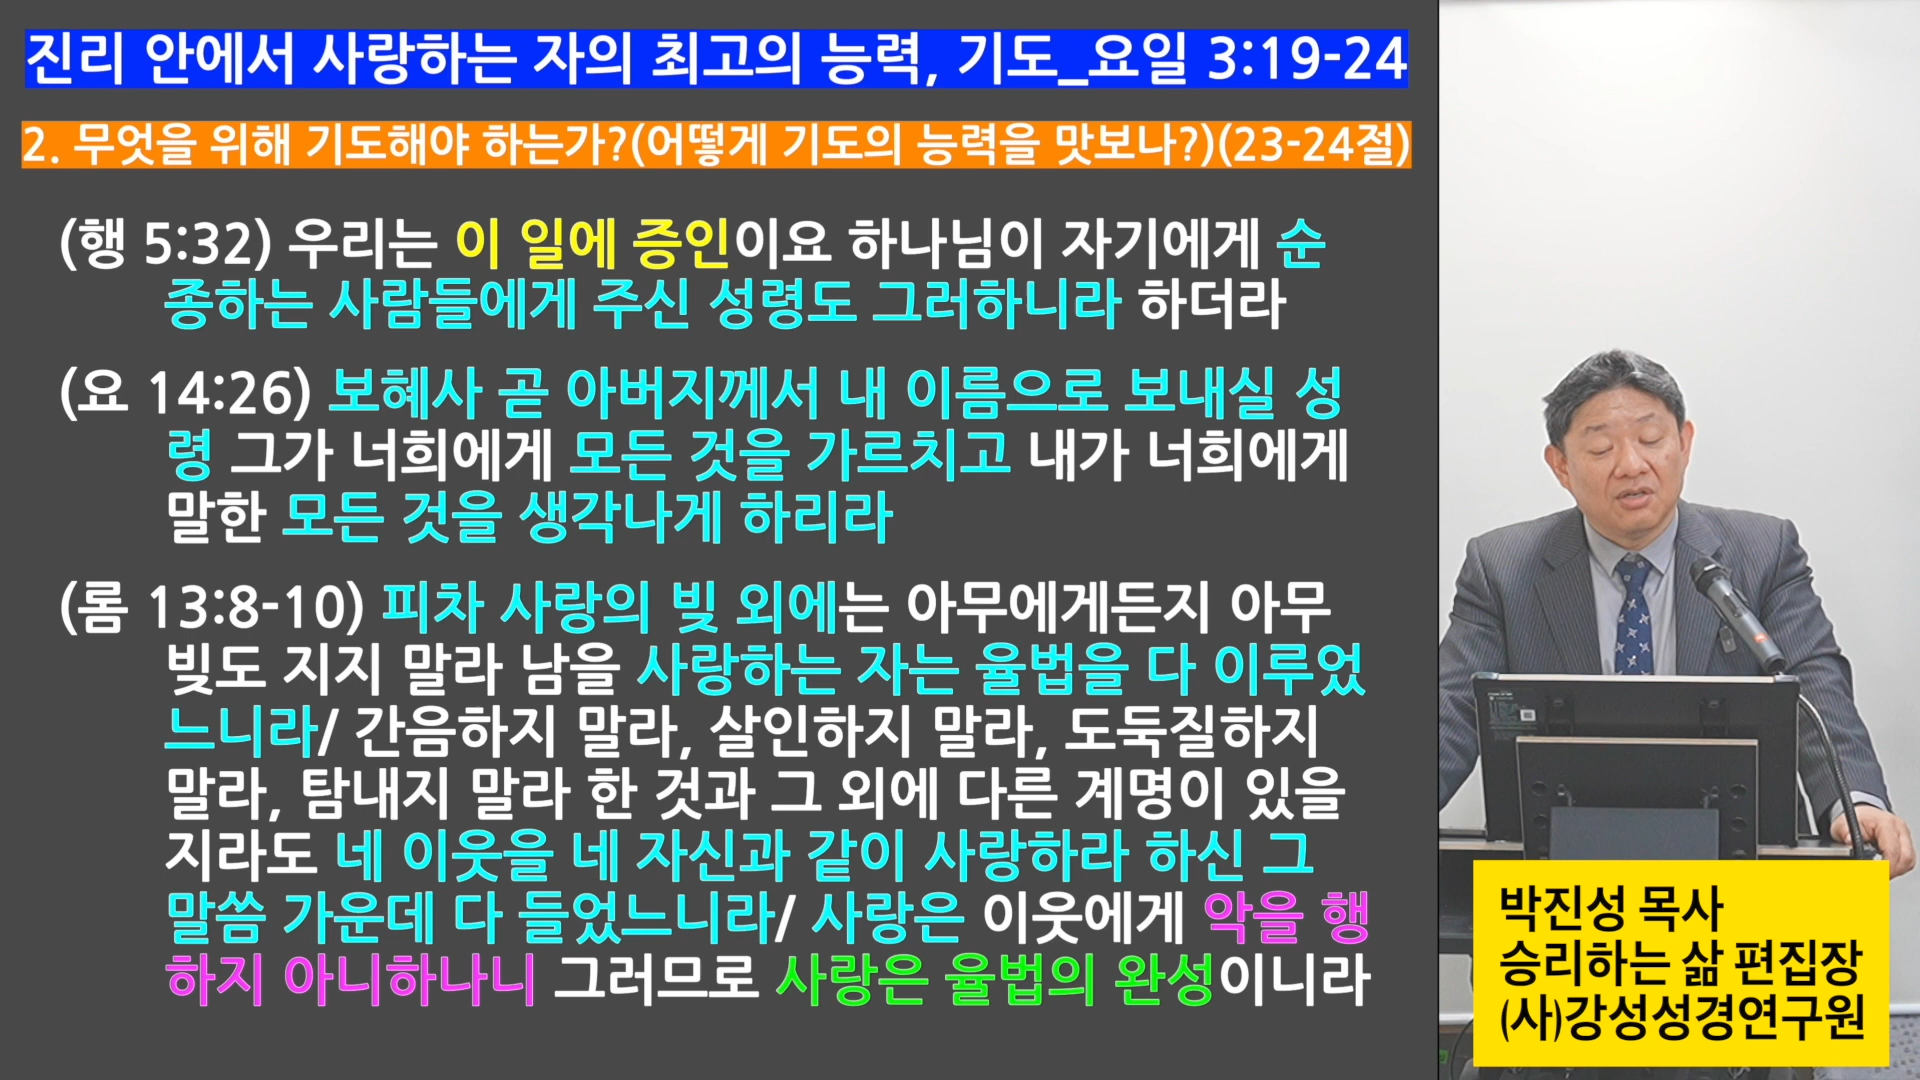 진리 안에서 사랑하는 자의 최고의 능력, 기도_요일 3:19-24
2. 무엇을 위해 기도해야 하는가?(어떻게 기도의 능력을 맛보나?)(23-24절)
(행 5:32) 우리는 이 일에 증인이요 하나님이 자기에게 순
종하는 사람들에게 주신 성령도 그러하니라 하더라
(요 14:26) 보혜사 곧 아버지께서 내 이름으로 보내실 성
령 그가 너희에게 모든 것을 가르치고 내가 너희에게
말한 모든 것을 생각나게 하리라
(롬 13:8-10) 피차 사랑의 빚 외에는 아무에게든지 아무
빚도 지지 말라 남을 사랑하는 자는 율법을 다 이루었
느니라/ 간음하지 말라, 살인하지 말라, 도둑질하지
말라, 탐내지 말라 한 것과 그 외에 다른 계명이 있을
지라도 네 이웃을 네 자신과 같이 사랑하라 하신 그
말씀 가운데 다 들었느니라/ 사랑은 이웃에게 악을 행
하지 아니하나니 그러므로 사랑은 율법의 완성이니라
박진성 목사
승리하는 삶 편집장
(사)강성성경연구원